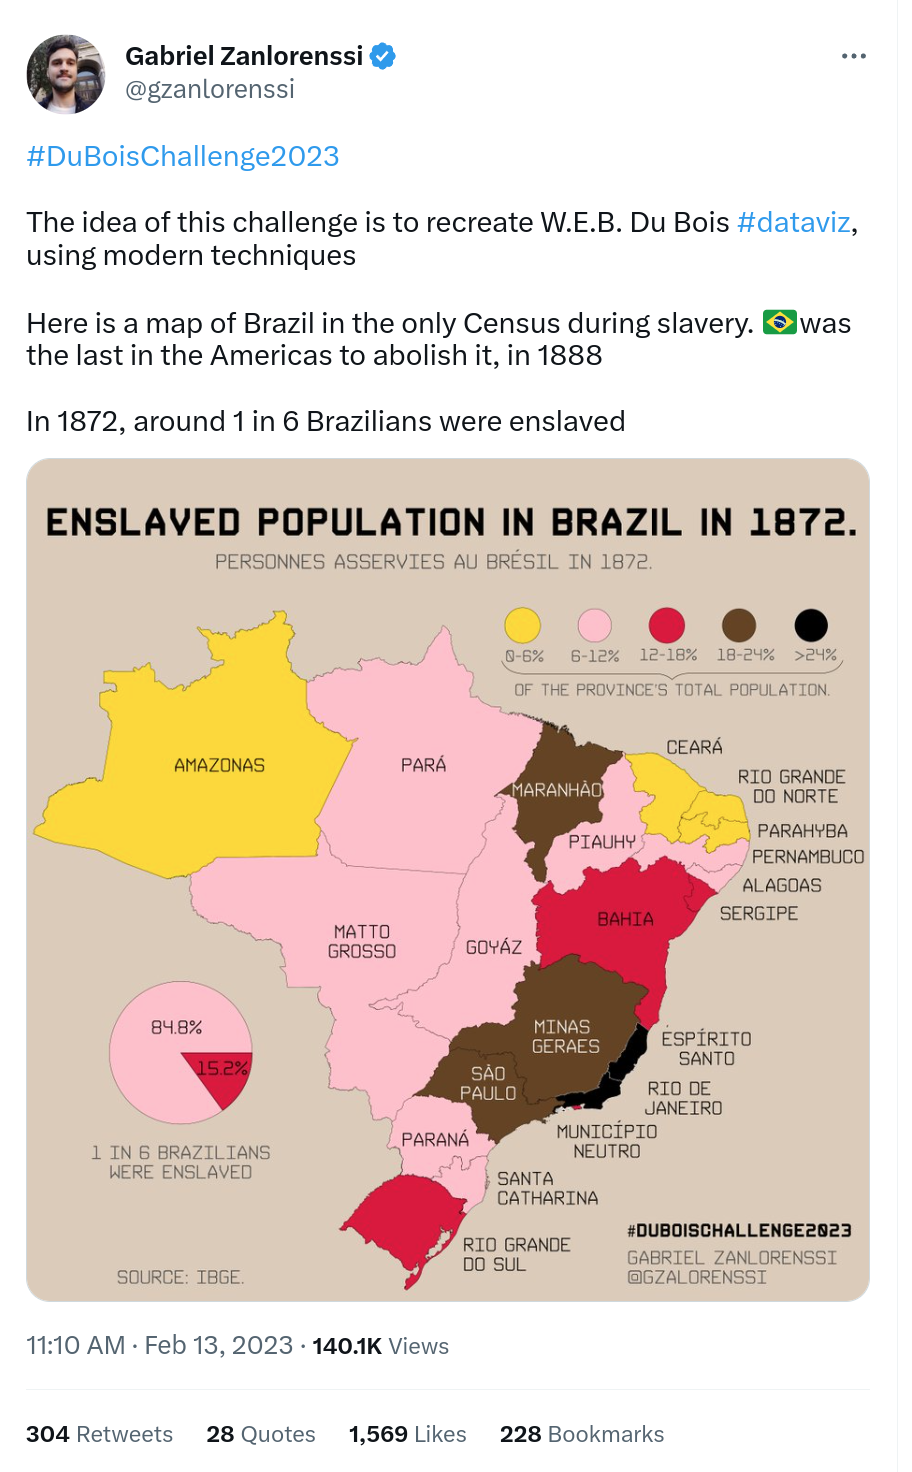 Gabriel Zanlorenssi
@gzanlorenssi
#DuBoisChallenge2023
The idea of this challenge is to recreate W.E.B. Du Bois #dataviz,
using modern techniques
Here is a map of Brazil in the only Census during slavery. 🇧🇷was
the last in the Americas to abolish it, in 1888
In 1872, around 1 in 6 Brazilians were enslaved
ENSLAVED POPULATION IN BRAZIL IN 1872.
PERSONNES ASSERVIES AU BRÉSIL IN 1872.
0-6% 6-12% 12-18% 18-24% >24%
OF THE PROVINCE'S TOTAL POPULATION.
AMAZONAS
PARÁ
MARANHÃO
CEARÁ
RIO GRANDE
DO NORTE
PARAHYBA
PIAUHY
PERNAMBUCO
ALAGOAS
SERGIPE
BAHIA
MATTO
GROSSO
GOYÁZ
MINAS
GERAES
ESPÍRITO
SANTO
SÃO
PAULO
RIO DE
JANEIRO
MUNICÍPIO
NEUTRO
PARANÁ
SANTA
CATHARINA
RIO GRANDE
DO SUL
84.8%
15.2%
1 IN 6 BRAZILIANS
WERE ENSLAVED
SOURCE: IBGE.
#DUBOISCHALLENGE2023
GABRIEL ZANLORENSSI
@GZALORENSSI
11:10 AM · Feb 13, 2023 · 140.1K Views
304 Retweets 28 Quotes 1,569 Likes 228 Bookmarks